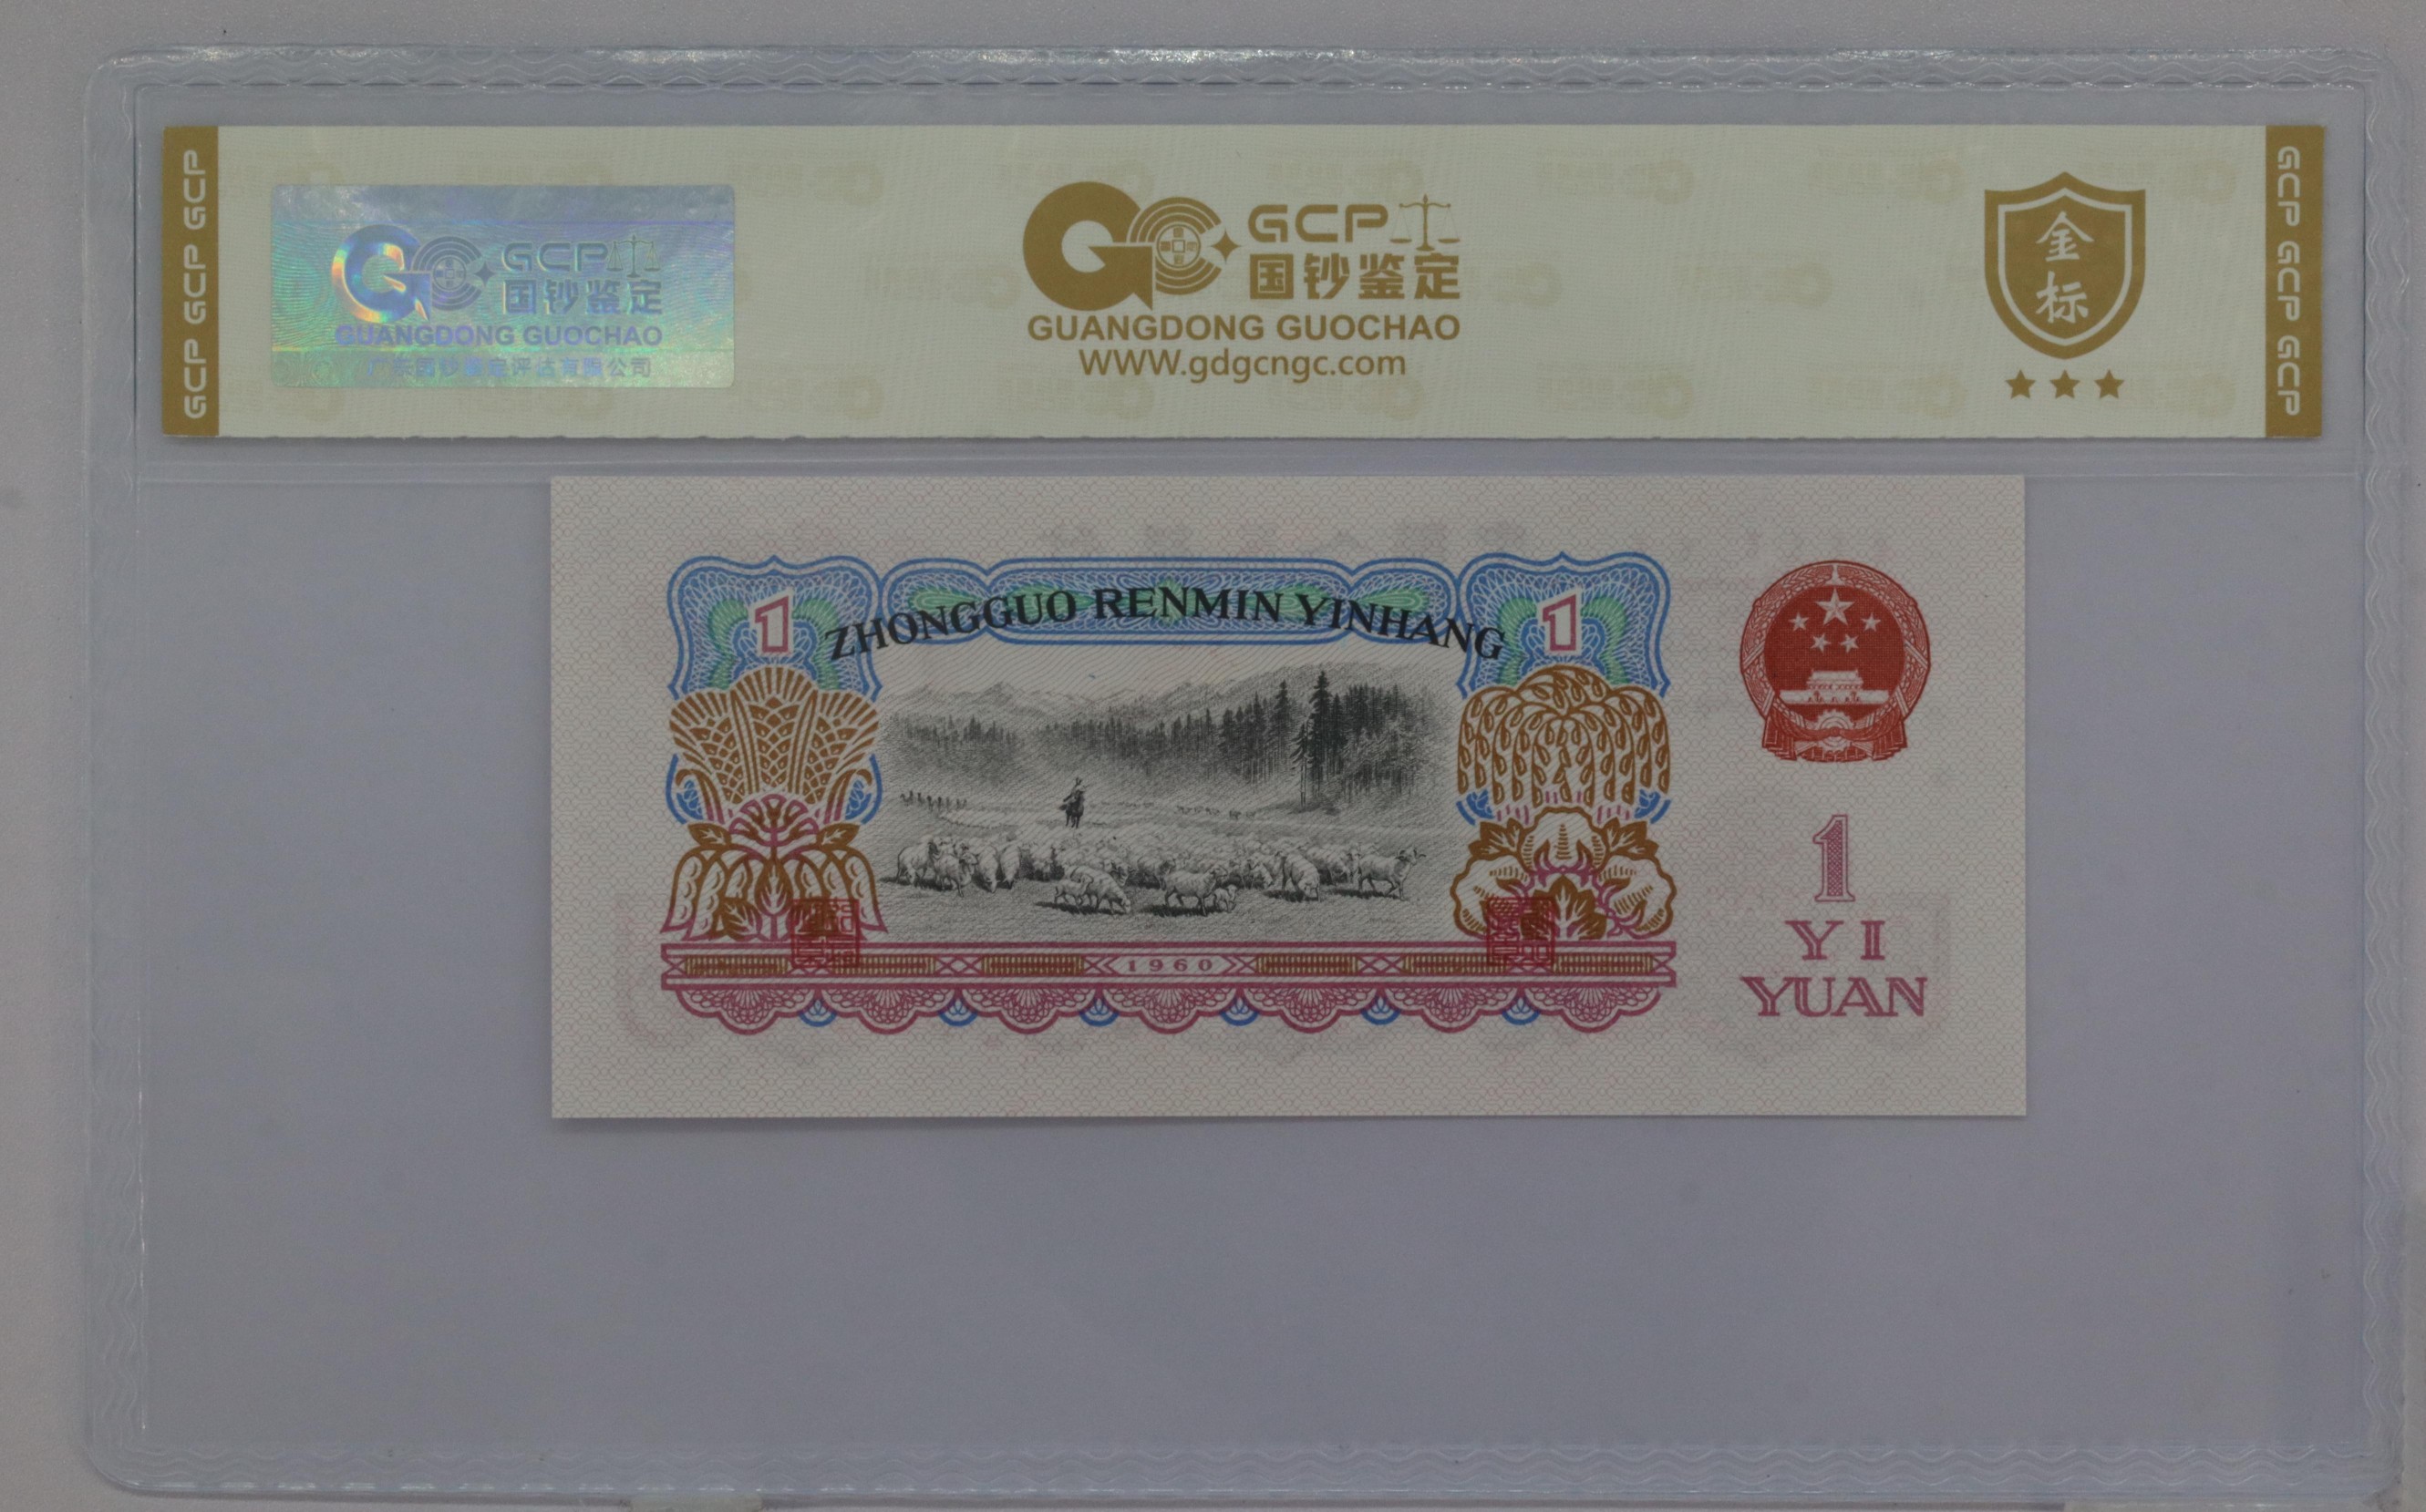 GCP GCP GCP
GCP
国钞鉴定
GUANGDONG GUOCHAO
广东国钞鉴定评估有限公司
GCP
国钞鉴定
GUANGDONG GUOCHAO
WWW.gdgcngc.com
金
标
GCP GCP GCP
ZHONGGUO RENMIN YINHANG
1
1
1960
1
YI
YUAN